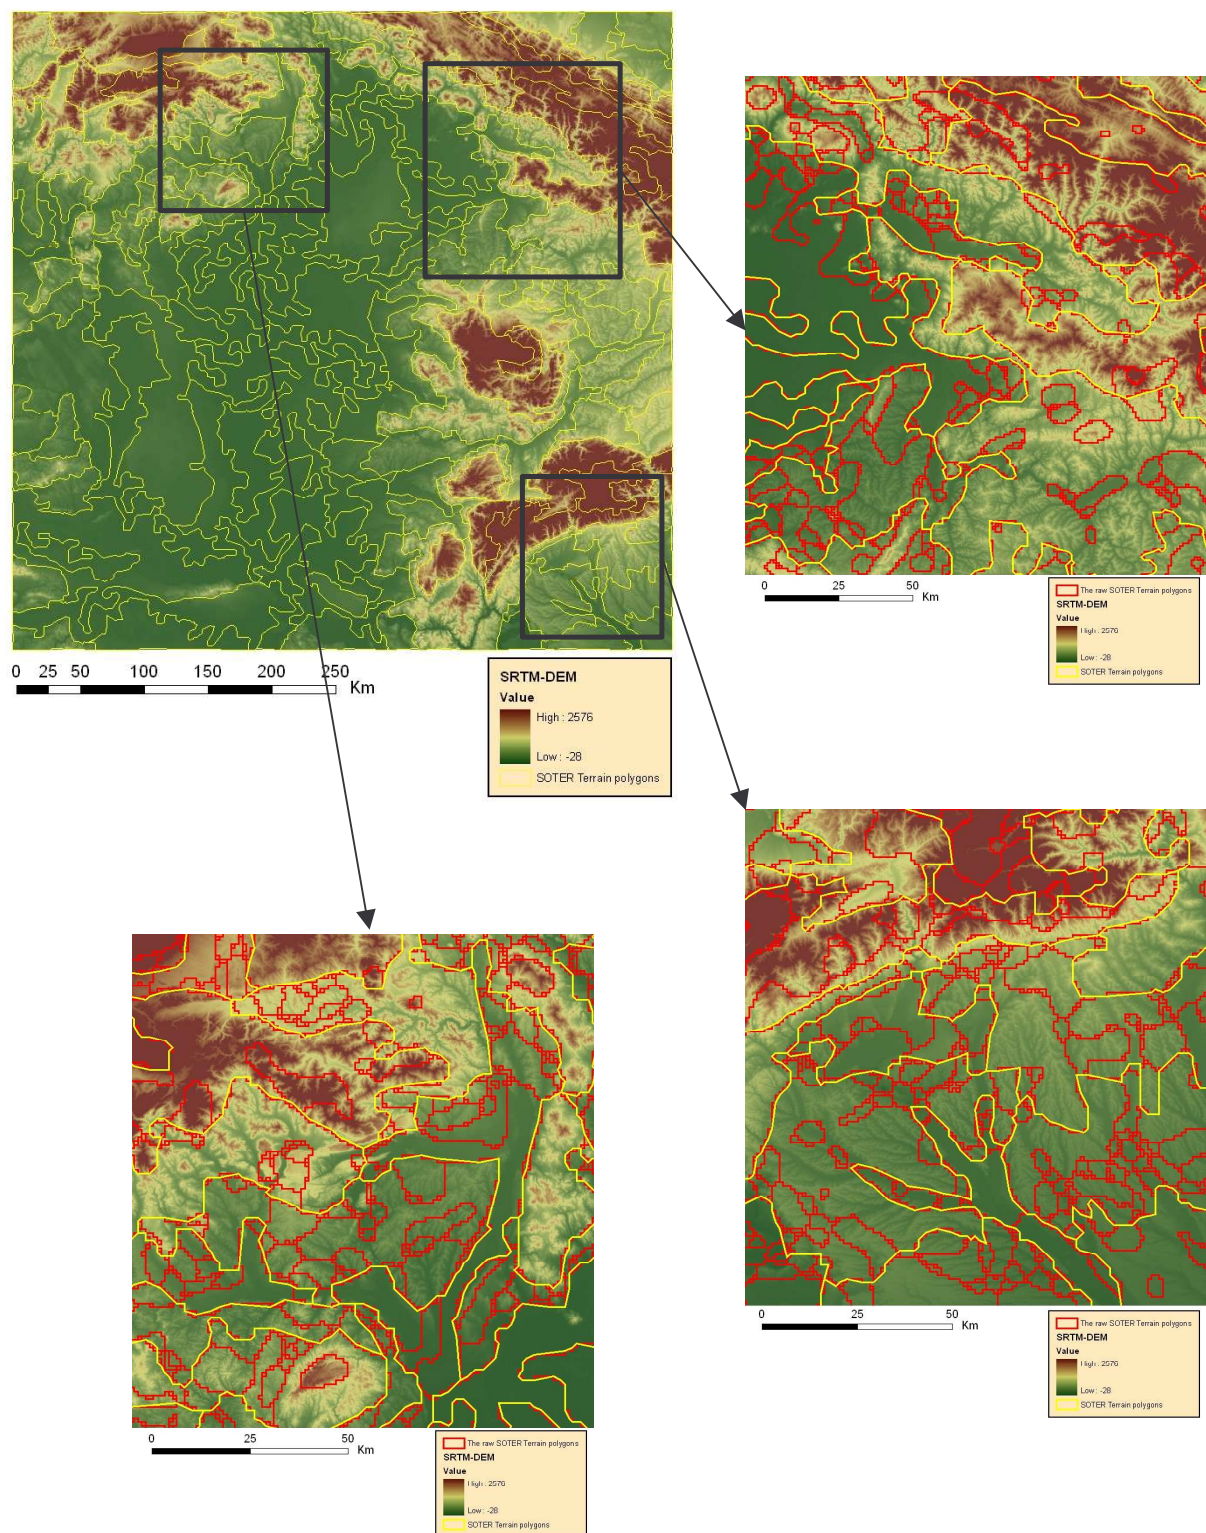 0 25 50 100 150 200 250
Km
SRTM-DEM
Value
High : 2576
Low : -28
SOTER Terrain polygons
0 25 50
Km
The raw SOTER Terrain polygons
SRTM-DEM
Value
High : 2576
Low : -28
SOTER Terrain polygons
0 25 50
Km
The raw SOTER Terrain polygons
SRTM-DEM
Value
High : 2576
Low : -28
SOTER Terrain polygons
0 25 50
Km
The raw SOTER Terrain polygons
SRTM-DEM
Value
High : 2576
Low : -28
SOTER Terrain polygons